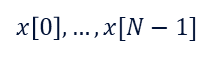 x[0], … , x[N − 1]